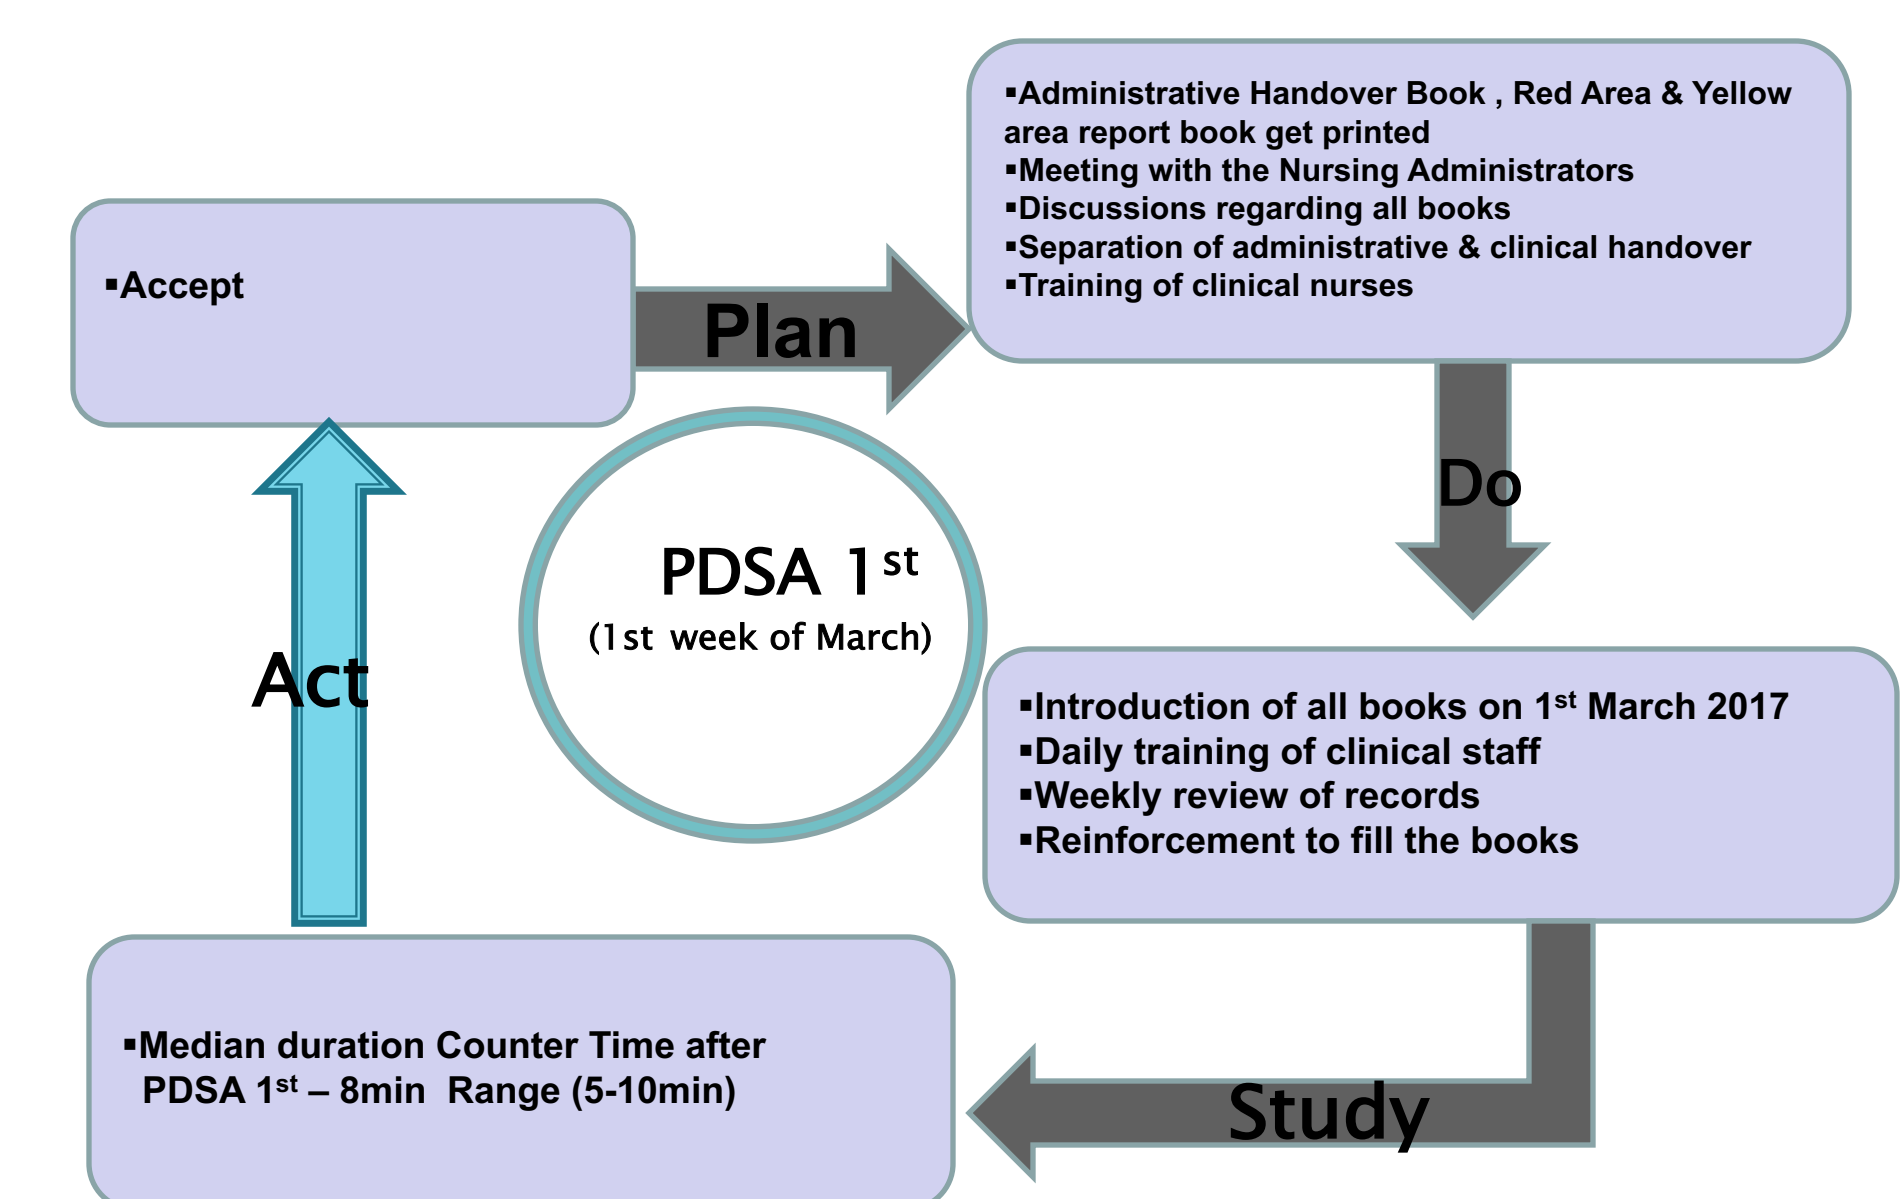 ▪Administrative Handover Book , Red Area & Yellow
area report book get printed
▪Meeting with the Nursing Administrators
▪Discussions regarding all books
▪Separation of administrative & clinical handover
▪Training of clinical nurses
▪Accept
Plan
Do
PDSA 1st
(1st week of March)
Act
▪Introduction of all books on 1st March 2017
▪Daily training of clinical staff
▪Weekly review of records
▪Reinforcement to fill the books
▪Median duration Counter Time after
PDSA 1st – 8min Range (5-10min)
Study